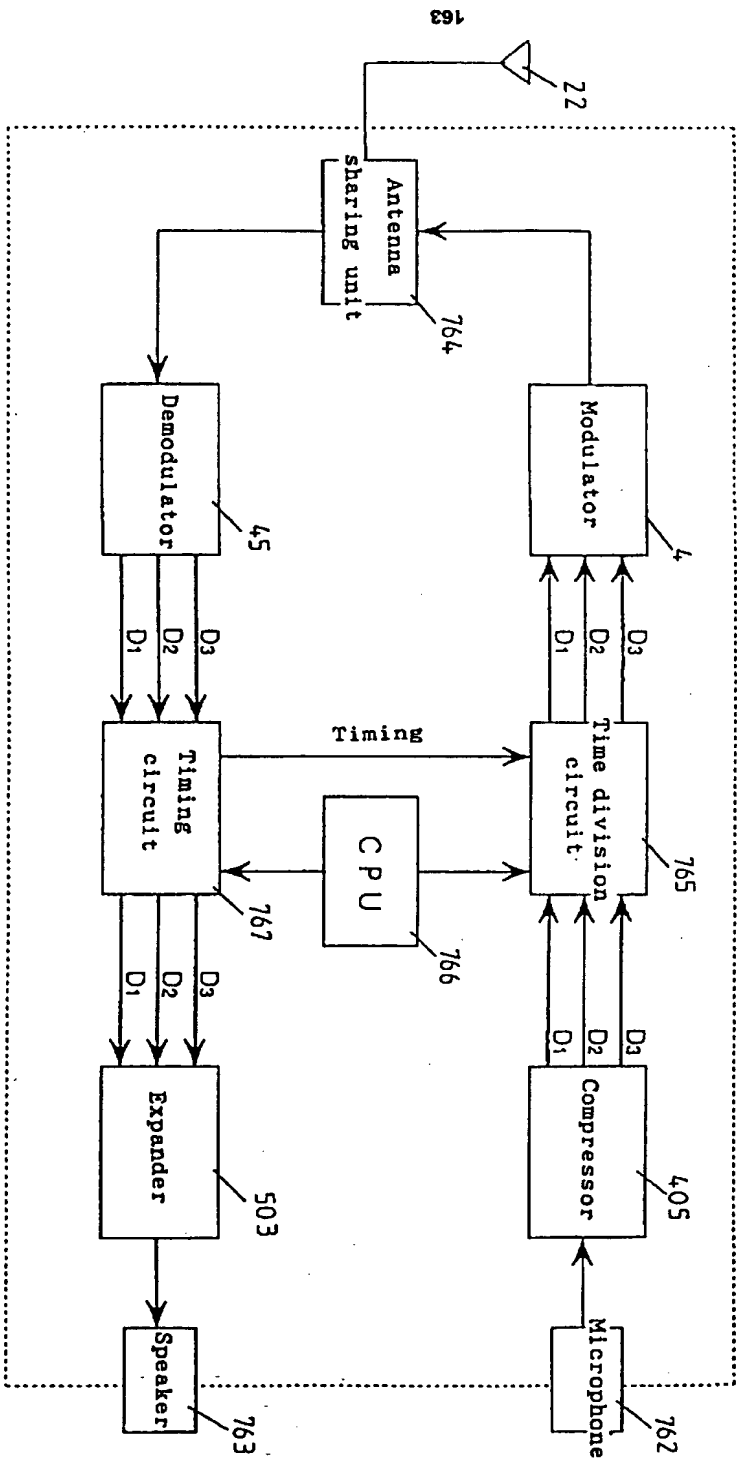 163
22
Antenna
sharing unit
764
Modulator
4
D3
D2
D1
Time division
circuit
765
D3
D2
D1
Compressor
405
Microphone
762
Timing
CPU
766
Demodulator
45
D3
D2
D1
Timing
circuit
767
D3
D2
D1
Expander
503
Speaker
763